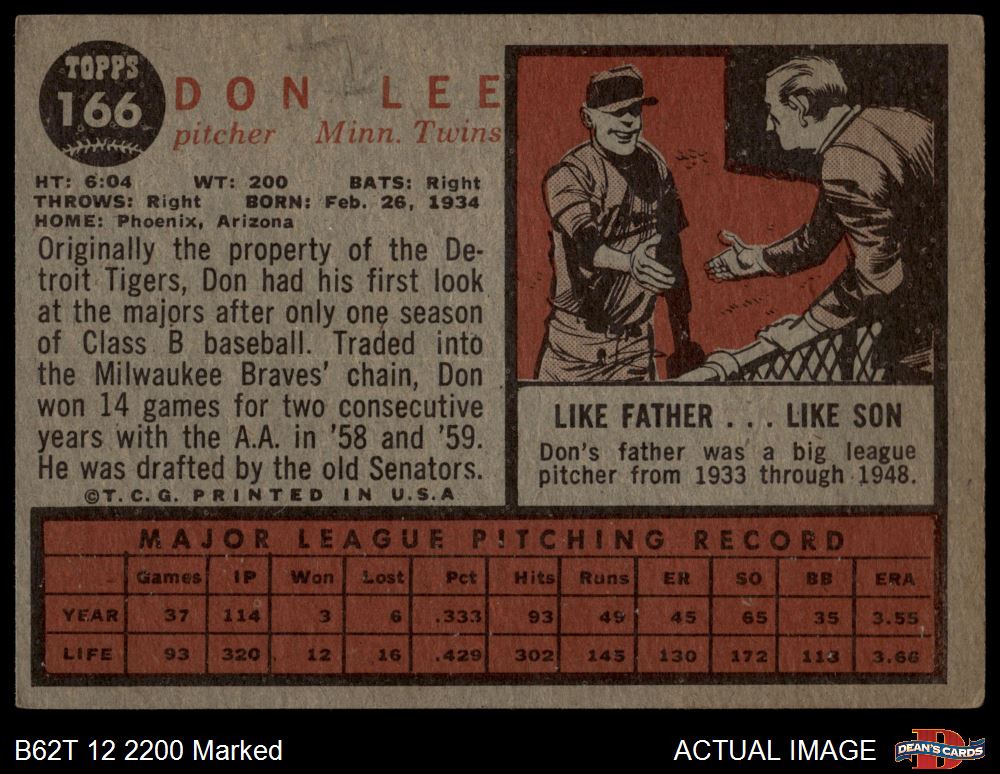 TOPPS
166
DON LEE
pitcher Minn. Twins
HT: 6:04 WT: 200 BATS: Right
THROWS: Right BORN: Feb. 26, 1934
HOME: Phoenix, Arizona
Originally the property of the De-
troit Tigers, Don had his first look
at the majors after only one season
of Class B baseball. Traded into
the Milwaukee Braves' chain, Don
won 14 games for two consecutive
years with the A.A. in '58 and '59.
He was drafted by the old Senators.
©T.C.G. PRINTED IN U.S.A
LIKE FATHER... LIKE SON
Don's father was a big league
pitcher from 1933 through 1948.
MAJOR LEAGUE PITCHING RECORD
Games IP Won Lost Pct Hits Runs ER SO BB ERA
YEAR 37 114 3 6 .333 93 49 45 65 35 3.55
LIFE 93 320 12 16 .429 302 145 130 172 113 3.66
B62T 12 2200 Marked
ACTUAL IMAGE
DEAN'S CARDS